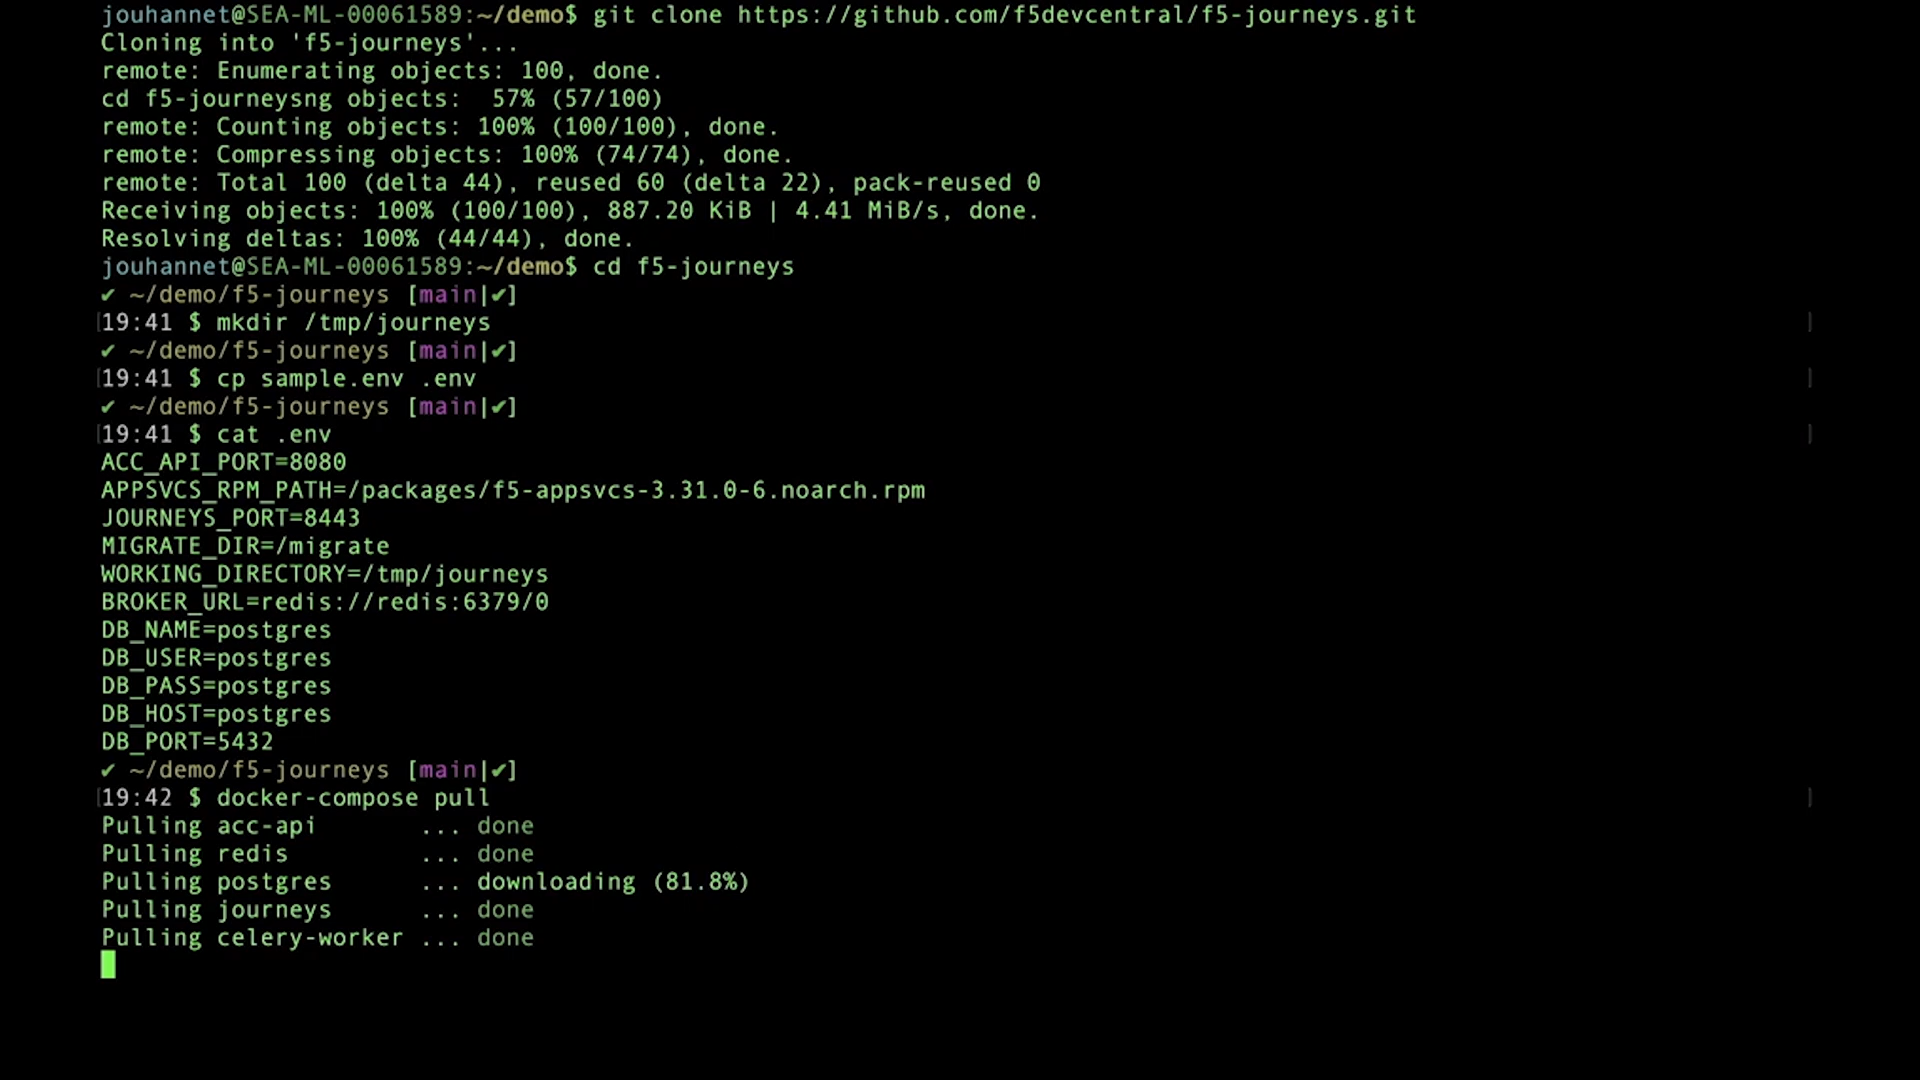 jouhannet@SEA-ML-00061589:~/demo$ git clone https://github.com/f5devcentral/f5-journeys.git
Cloning into 'f5-journeys'...
remote: Enumerating objects: 100, done.
cd f5-journeysng objects:  57% (57/100)
remote: Counting objects: 100% (100/100), done.
remote: Compressing objects: 100% (74/74), done.
remote: Total 100 (delta 44), reused 60 (delta 22), pack-reused 0
Receiving objects: 100% (100/100), 887.20 KiB | 4.41 MiB/s, done.
Resolving deltas: 100% (44/44), done.
jouhannet@SEA-ML-00061589:~/demo$ cd f5-journeys
✔ ~/demo/f5-journeys [main|✔]
[19:41 $ mkdir /tmp/journeys ]
✔ ~/demo/f5-journeys [main|✔]
[19:41 $ cp sample.env .env ]
✔ ~/demo/f5-journeys [main|✔]
[19:41 $ cat .env ]
ACC_API_PORT=8080
APPSVCS_RPM_PATH=/packages/f5-appsvcs-3.31.0-6.noarch.rpm
JOURNEYS_PORT=8443
MIGRATE_DIR=/migrate
WORKING_DIRECTORY=/tmp/journeys
BROKER_URL=redis://redis:6379/0
DB_NAME=postgres
DB_USER=postgres
DB_PASS=postgres
DB_HOST=postgres
DB_PORT=5432
✔ ~/demo/f5-journeys [main|✔]
[19:42 $ docker-compose pull ]
Pulling acc-api       ... done
Pulling redis         ... done
Pulling postgres      ... downloading (81.8%)
Pulling journeys      ... done
Pulling celery-worker ... done